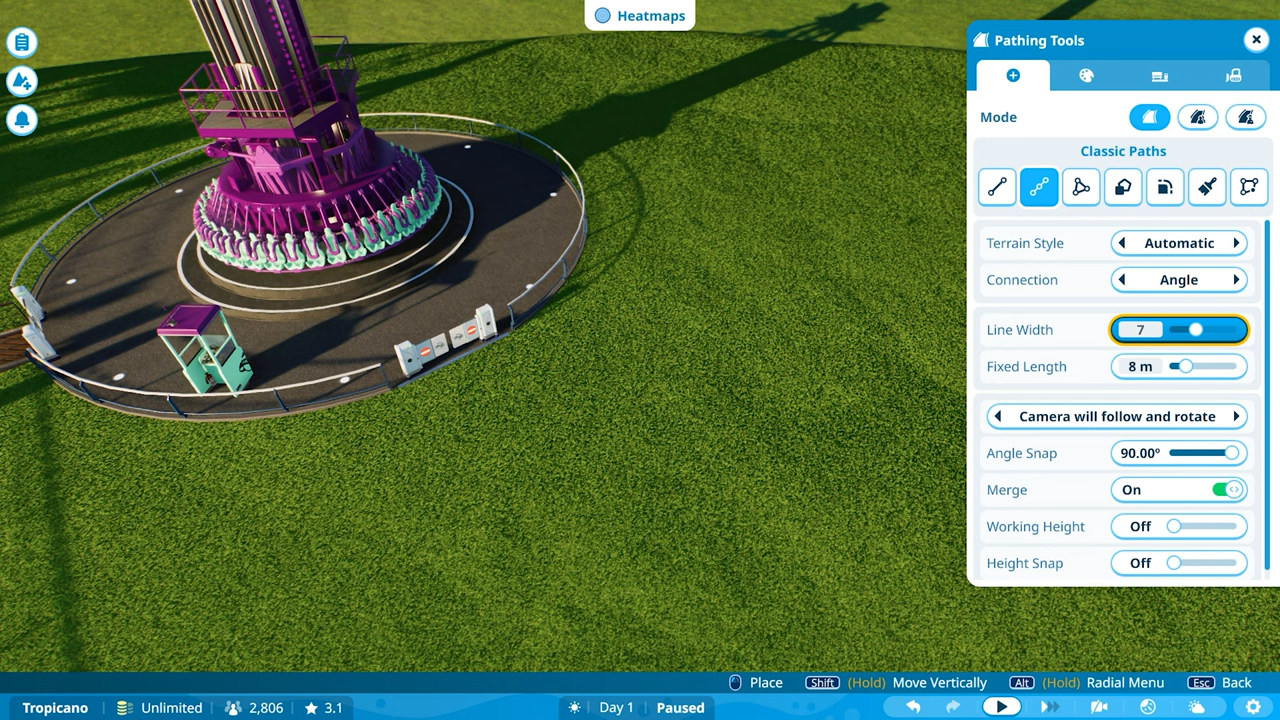 Heatmaps
Pathing Tools
Mode
Classic Paths
Terrain Style Automatic
Connection Angle
Line Width 7
Fixed Length 8 m
Camera will follow and rotate
Angle Snap 90.00°
Merge On
Working Height Off
Height Snap Off
Place Shift (Hold) Move Vertically Alt (Hold) Radial Menu Esc Back
Tropicano Unlimited 2,806 3.1 Day 1 Paused